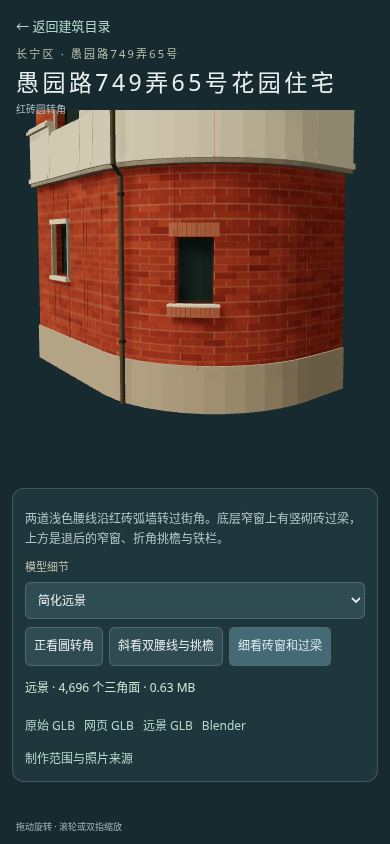 ← 返回建筑目录
长宁区 · 愚园路749弄65号
愚园路749弄65号花园住宅
红砖圆转角
两道浅色腰线沿红砖弧墙转过街角。底层窄窗上有竖砌砖过梁，
上方是退后的窄窗、折角挑檐与铁栏。
模型细节
简化远景
正看圆转角 斜看双腰线与挑檐 细看砖窗和过梁
远景 · 4,696 个三角面 · 0.63 MB
原始 GLB 网页 GLB 远景 GLB Blender
制作范围与照片来源
拖动旋转 · 滚轮或双指缩放